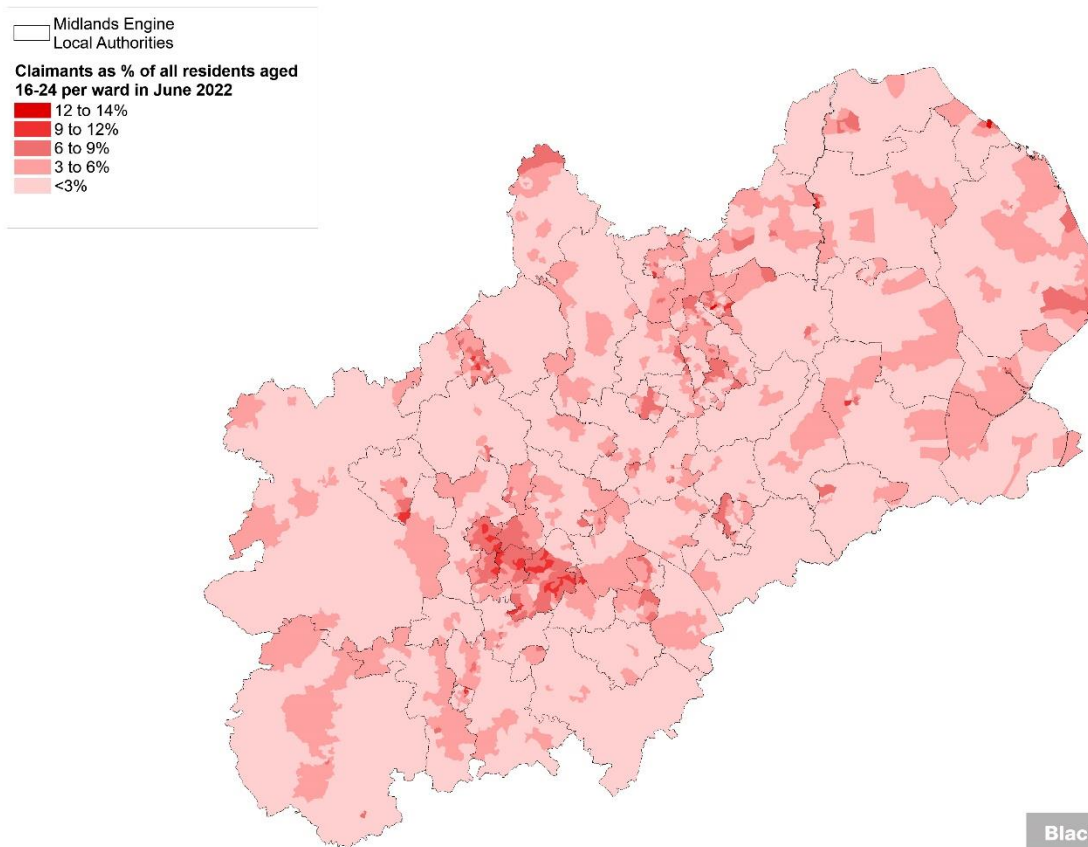 Midlands Engine
Local Authorities
Claimants as % of all residents aged
16-24 per ward in June 2022
12 to 14%
9 to 12%
6 to 9%
3 to 6%
<3%
Blac